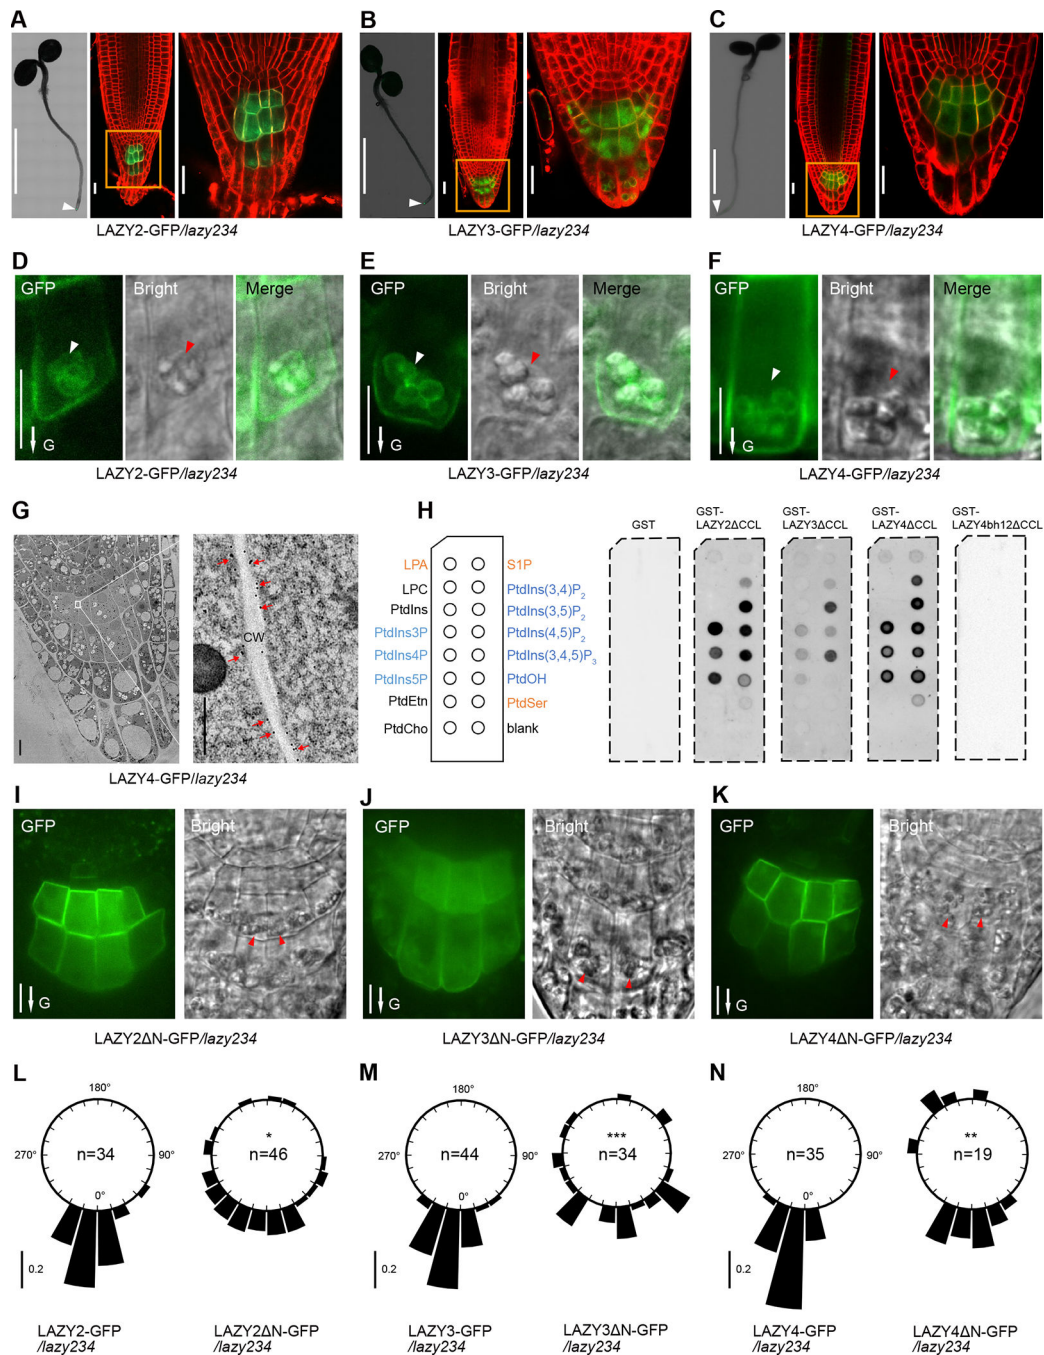 A
B
C
LAZY2-GFP/lazy234
LAZY3-GFP/lazy234
LAZY4-GFP/lazy234
D
E
F
GFP
Bright
Merge
G
GFP
Bright
Merge
G
GFP
Bright
Merge
G
LAZY2-GFP/lazy234
LAZY3-GFP/lazy234
LAZY4-GFP/lazy234
G
CW
LAZY4-GFP/lazy234
H
LPA
S1P
LPC
PtdIns(3,4)P2
PtdIns
PtdIns(3,5)P2
PtdIns3P
PtdIns(4,5)P2
PtdIns4P
PtdIns(3,4,5)P3
PtdIns5P
PtdOH
PtdEtn
PtdSer
PtdCho
blank
GST
GST-
LAZY2ΔCCL
GST-
LAZY3ΔCCL
GST-
LAZY4ΔCCL
GST-
LAZY4bh12ΔCCL
I
J
K
GFP
Bright
G
GFP
Bright
G
GFP
Bright
G
LAZY2ΔN-GFP/lazy234
LAZY3ΔN-GFP/lazy234
LAZY4ΔN-GFP/lazy234
L
180°
270°
n=34
90°
0°
0.2
*
n=46
LAZY2-GFP
/lazy234
LAZY2ΔN-GFP
/lazy234
M
180°
270°
n=44
90°
0°
0.2
***
n=34
LAZY3-GFP
/lazy234
LAZY3ΔN-GFP
/lazy234
N
180°
270°
n=35
90°
0°
0.2
**
n=19
LAZY4-GFP
/lazy234
LAZY4ΔN-GFP
/lazy234